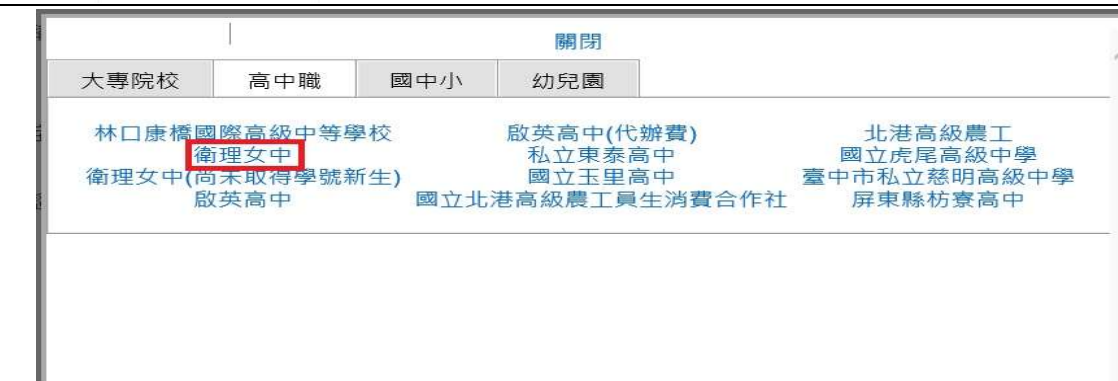 關閉
大專院校 高中職 國中小 幼兒園
林口康橋國際高級中等學校 啟英高中(代辦費) 北港高級農工
衛理女中 私立東泰高中 國立虎尾高級中學
衛理女中(尚未取得學號新生) 國立玉里高中 臺中市私立慈明高級中學
啟英高中 國立北港高級農工員生消費合作社 屏東縣枋寮高中